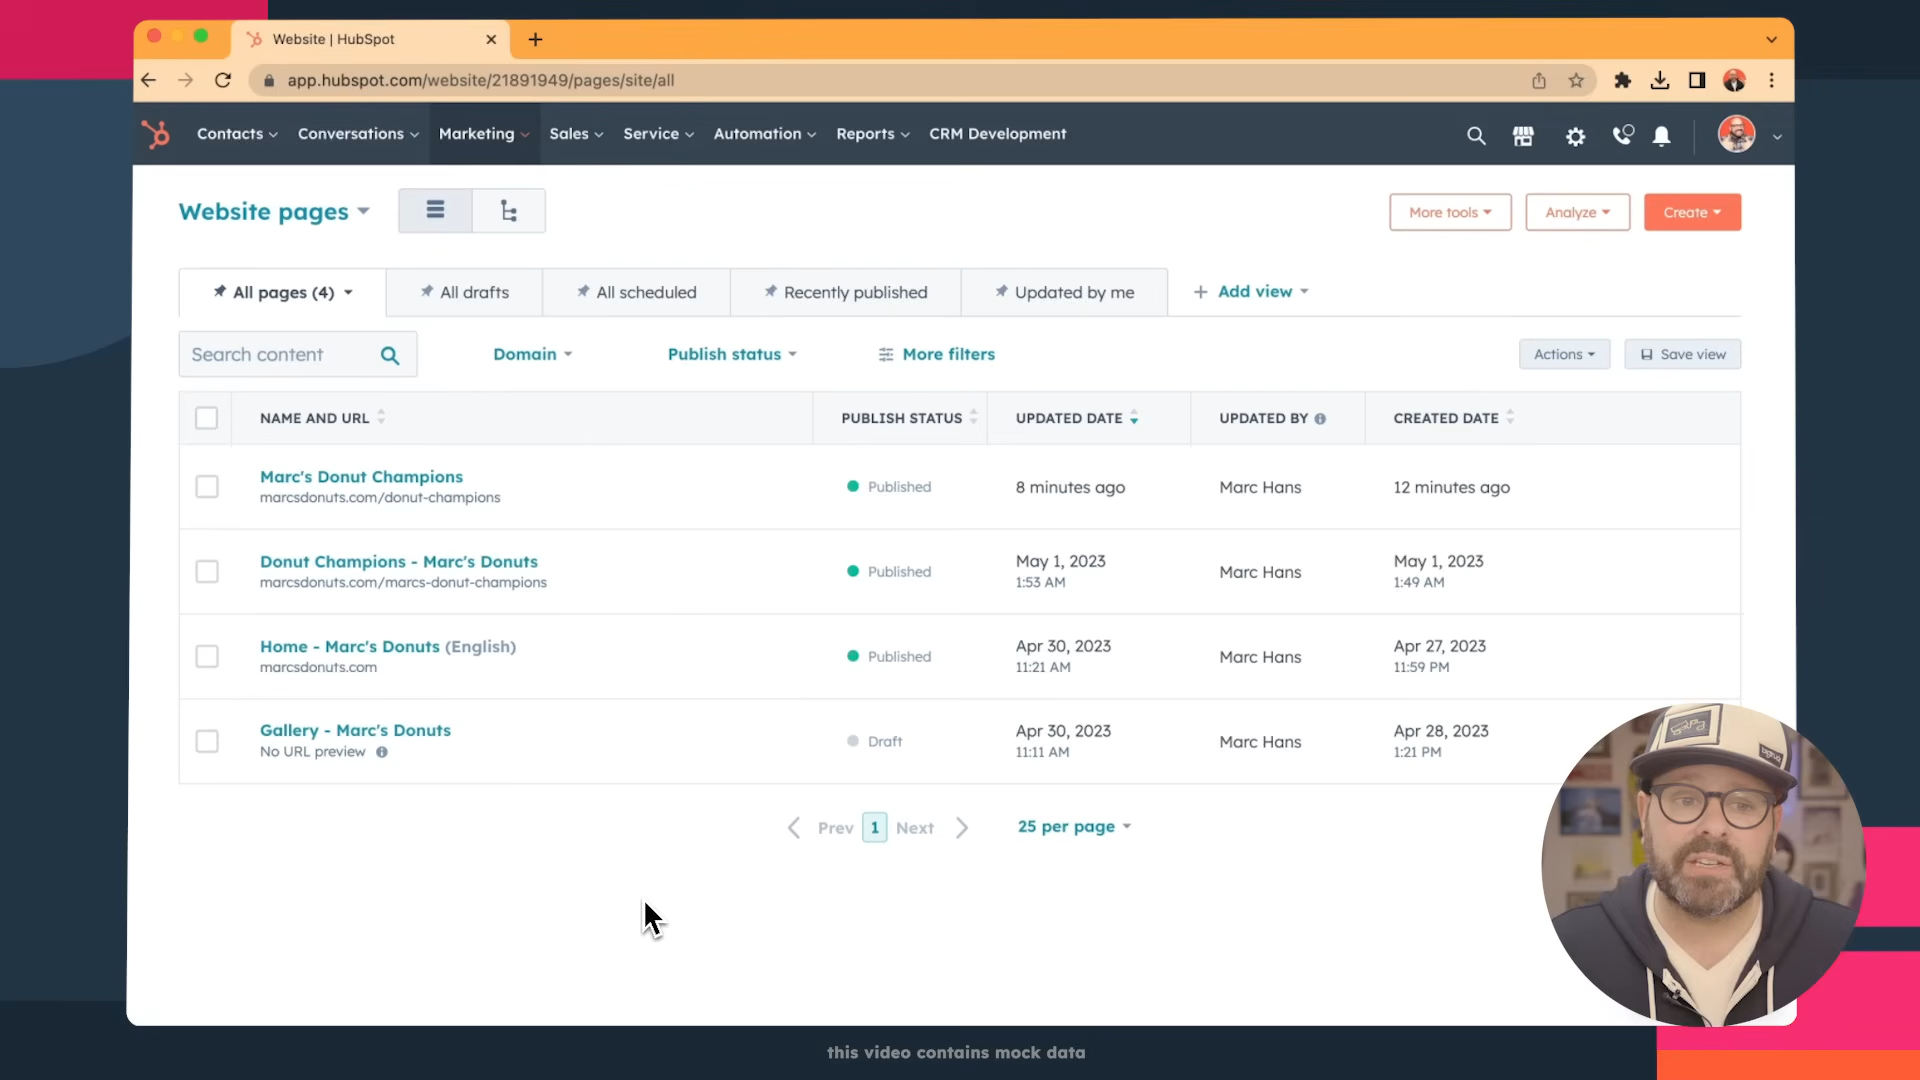 Website | HubSpot
app.hubspot.com/website/21891949/pages/site/all
Contacts Conversations Marketing Sales Service Automation Reports CRM Development
Website pages
More tools Analyze Create
All pages (4) All drafts All scheduled Recently published Updated by me + Add view
Search content Domain Publish status More filters Actions Save view
NAME AND URL PUBLISH STATUS UPDATED DATE UPDATED BY CREATED DATE
Marc's Donut Champions
marcsdonuts.com/donut-champions
Published 8 minutes ago Marc Hans 12 minutes ago
Donut Champions - Marc's Donuts
marcsdonuts.com/marcs-donut-champions
Published May 1, 2023 Marc Hans May 1, 2023
1:53 AM 1:49 AM
Home - Marc's Donuts (English)
marcsdonuts.com
Published Apr 30, 2023 Marc Hans Apr 27, 2023
11:21 AM 11:59 PM
Gallery - Marc's Donuts
No URL preview
Draft Apr 30, 2023 Marc Hans Apr 28, 2023
11:11 AM 1:21 PM
Prev 1 Next 25 per page
this video contains mock data